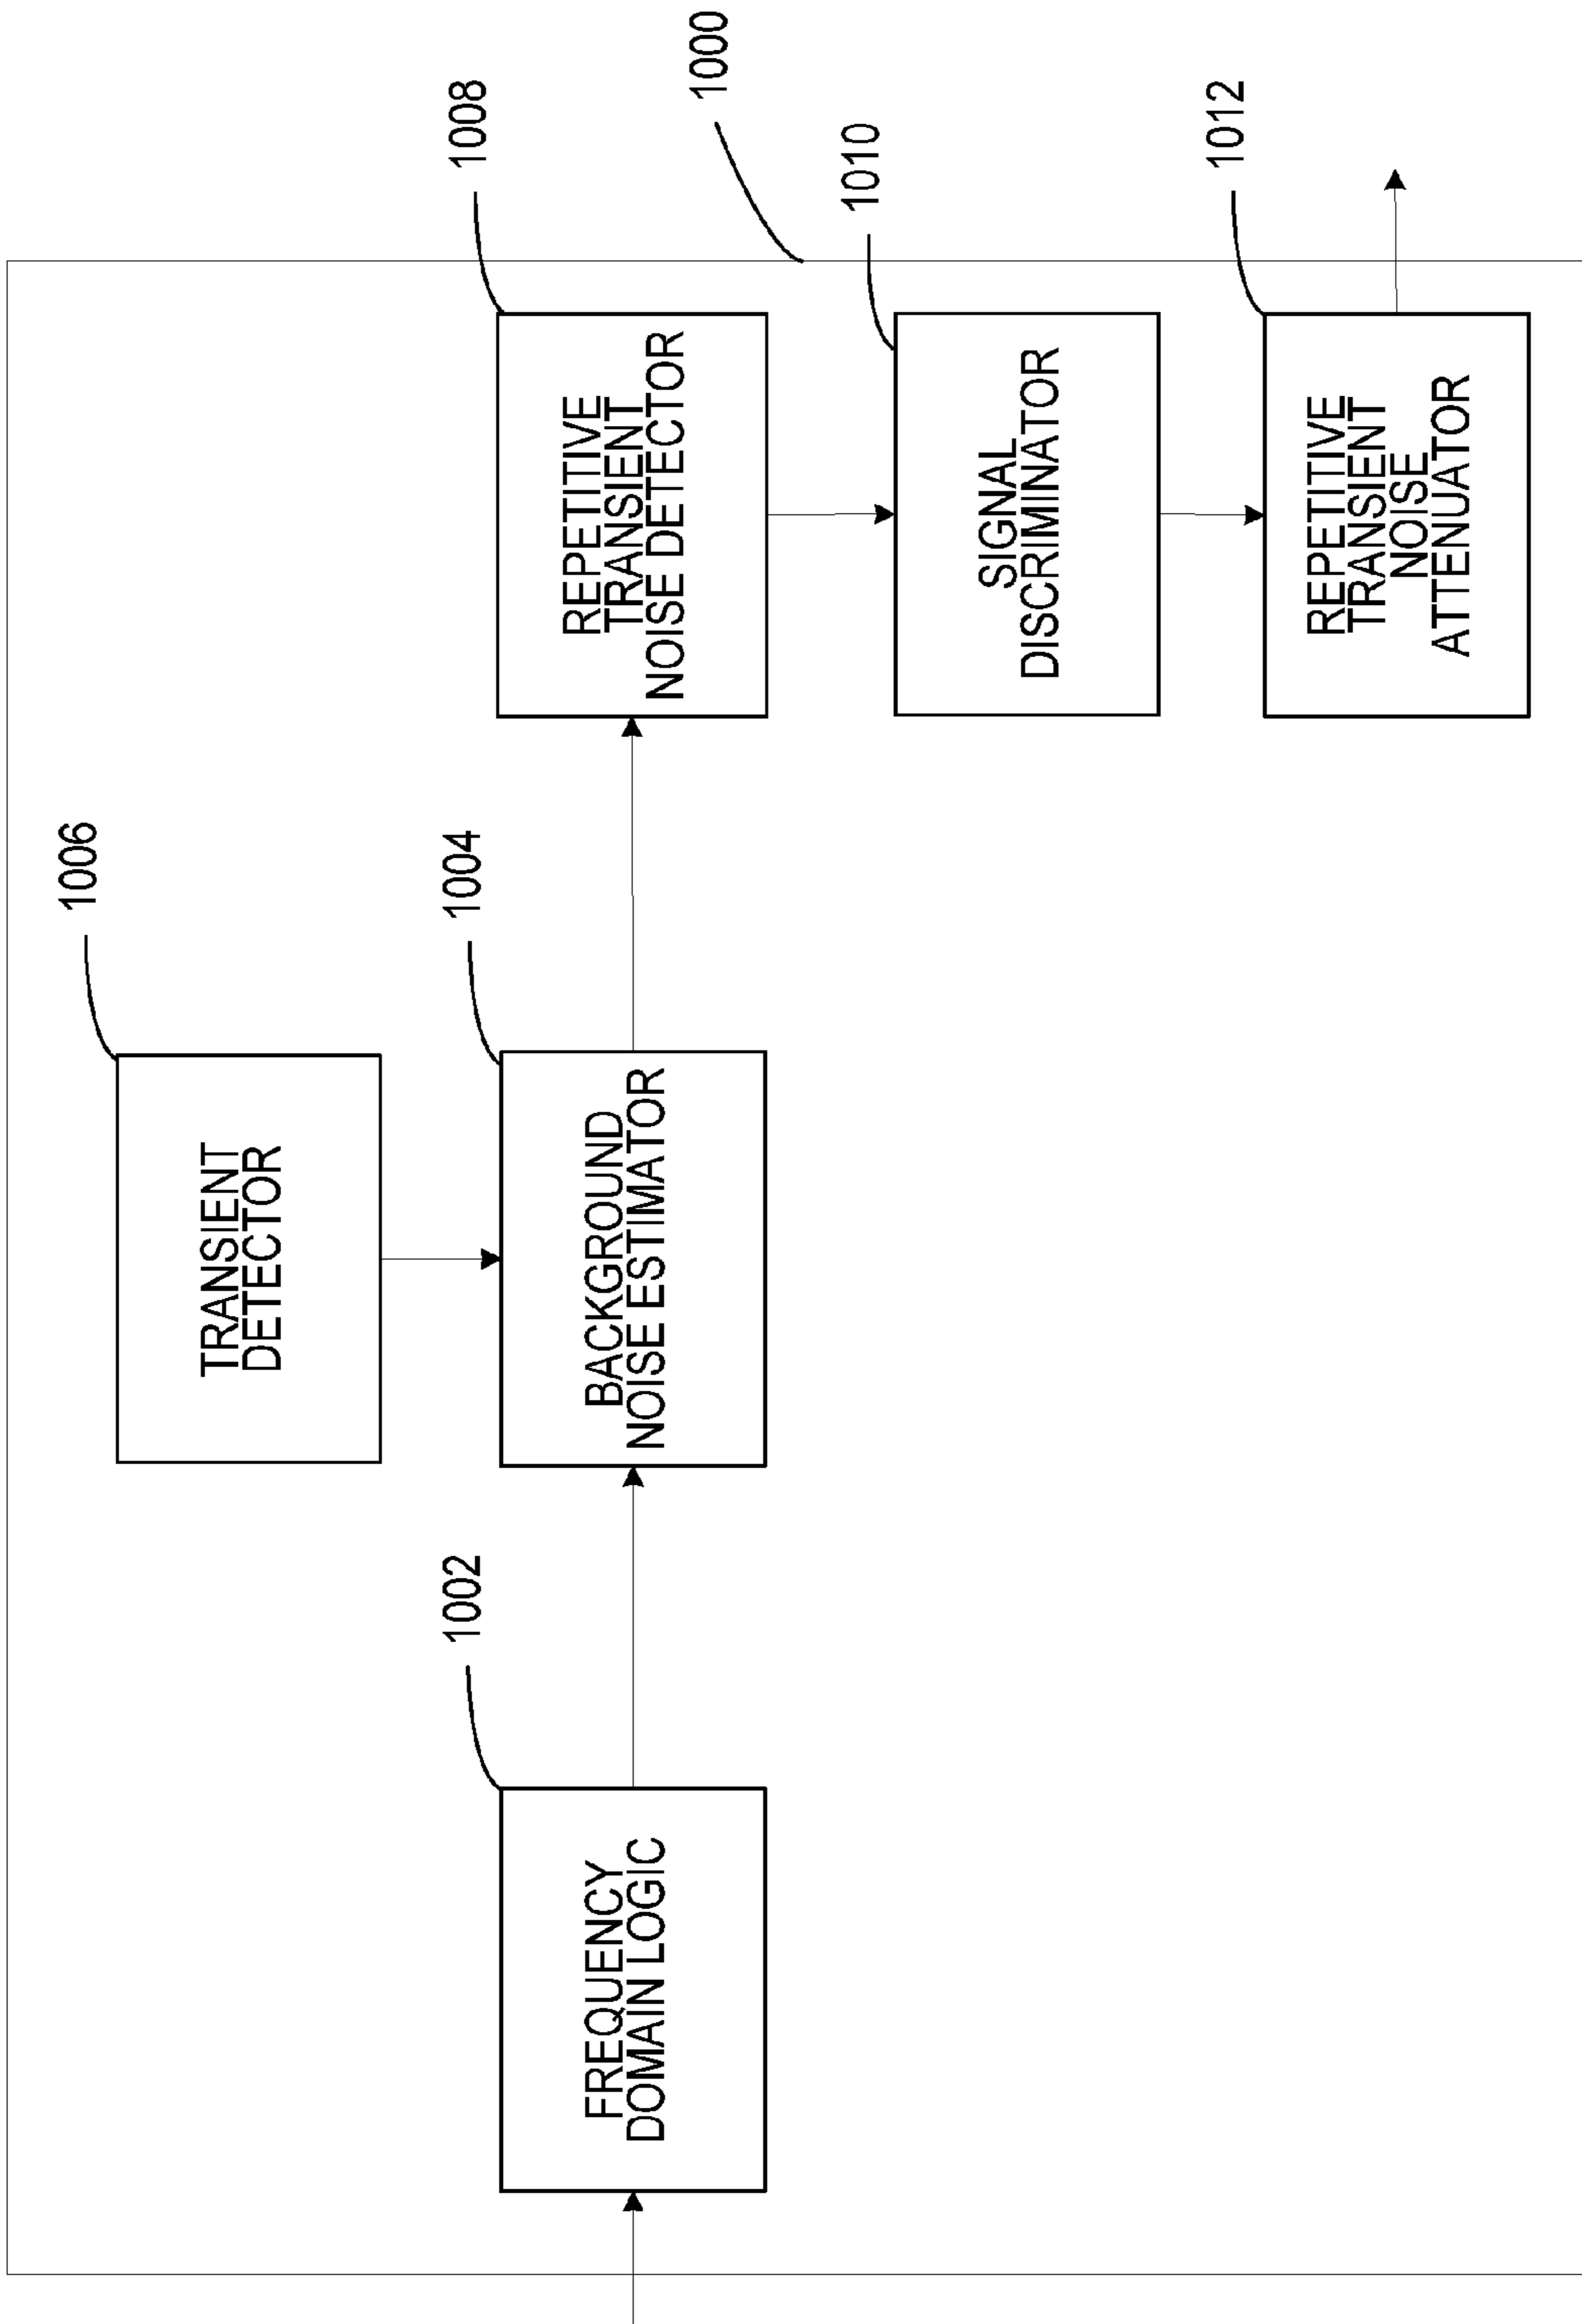 1006
TRANSIENT
DETECTOR
1002
FREQUENCY
DOMAIN LOGIC
1004
BACKGROUND
NOISE ESTIMATOR
1008
REPETITIVE
TRANSIENT
NOISE DETECTOR
1000
1010
SIGNAL
DISCRIMINATOR
1012
REPETITIVE
TRANSIENT
NOISE
ATTENUATOR